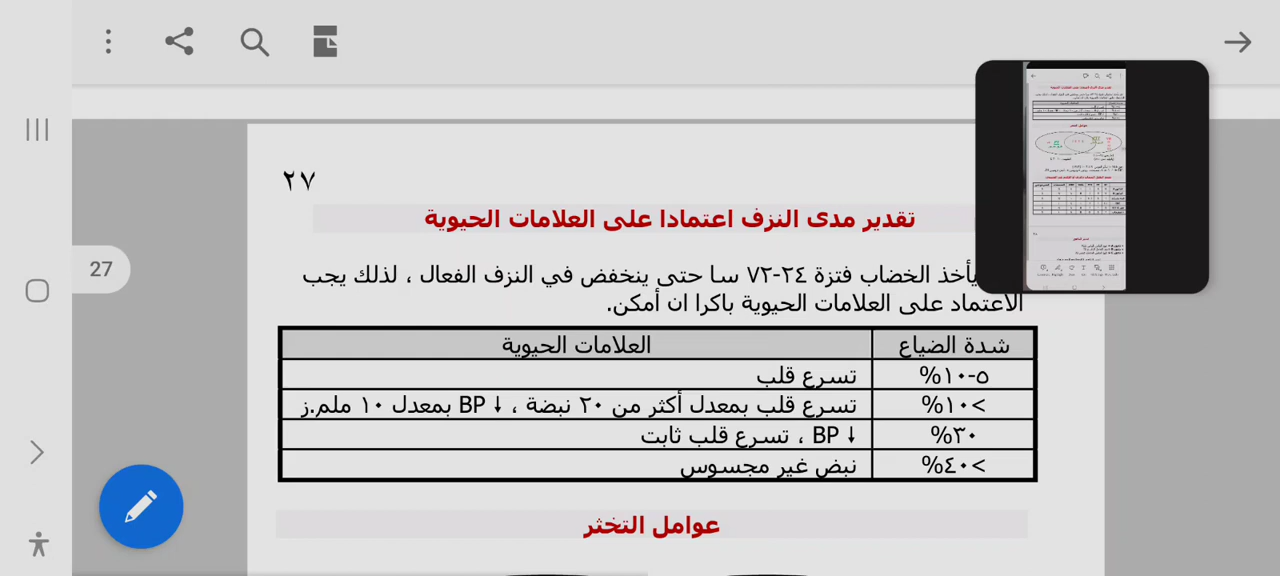 27
٢٧
تقدير مدى النزف اعتمادا على العلامات الحيوية
يأخذ الخضاب فتزة ٢٤-٧٢ سا حتى ينخفض في النزف الفعال ، لذلك يجب
الاعتماد على العلامات الحيوية باكرا ان أمكن.
شدة الضياع العلامات الحيوية
٥-١٠% تسرع قلب
>١٠% تسرع قلب بمعدل أكثر من ٢٠ نبضة ، ↓ BP بمعدل ١٠ ملم.ز
٣٠% ↓ BP ، تسرع قلب ثابت
>٤٠% نبض غير مجسوس
عوامل التخثر